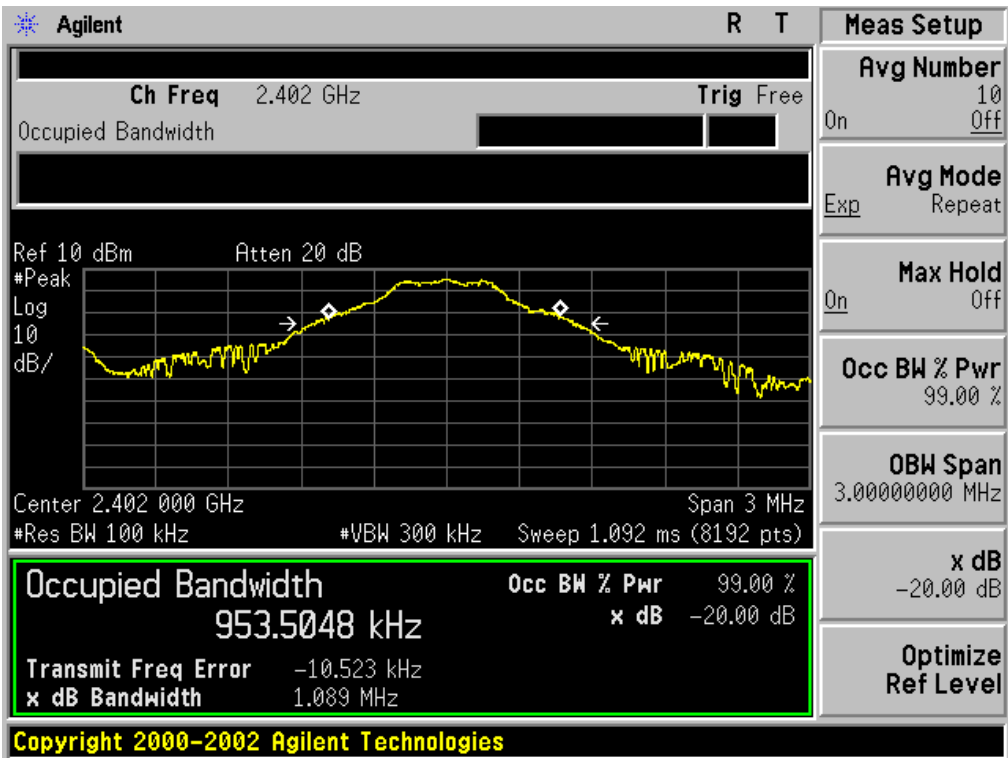 Agilent R T
Ch Freq 2.402 GHz Trig Free
Occupied Bandwidth
Ref 10 dBm Atten 20 dB
#Peak
Log
10
dB/
Center 2.402 000 GHz Span 3 MHz
#Res BW 100 kHz #VBW 300 kHz Sweep 1.092 ms (8192 pts)
Occupied Bandwidth Occ BW % Pwr 99.00 %
953.5048 kHz x dB -20.00 dB
Transmit Freq Error -10.523 kHz
x dB Bandwidth 1.089 MHz
Copyright 2000-2002 Agilent Technologies
Meas Setup
Avg Number
10
On Off
Avg Mode
Exp Repeat
Max Hold
On Off
Occ BW % Pwr
99.00 %
OBW Span
3.00000000 MHz
x dB
-20.00 dB
Optimize
Ref Level